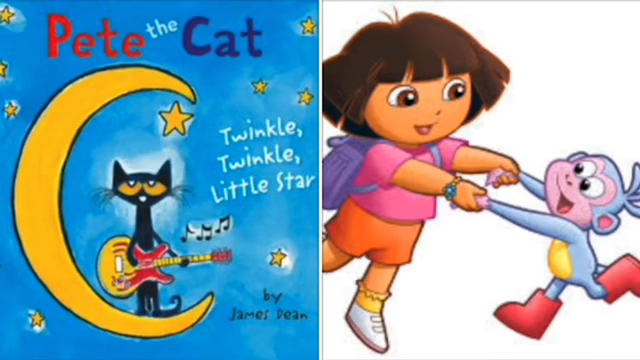 Pete the Cat
Twinkle,
Twinkle,
Little Star
by
James Dean